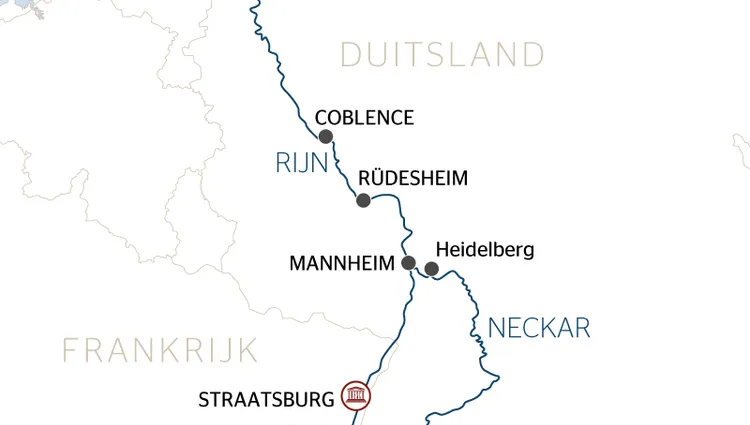 DUITSLAND
COBLENCE
RIJN
RÜDESHEIM
Heidelberg
MANNHEIM
NECKAR
FRANKRIJK
STRAATSBURG